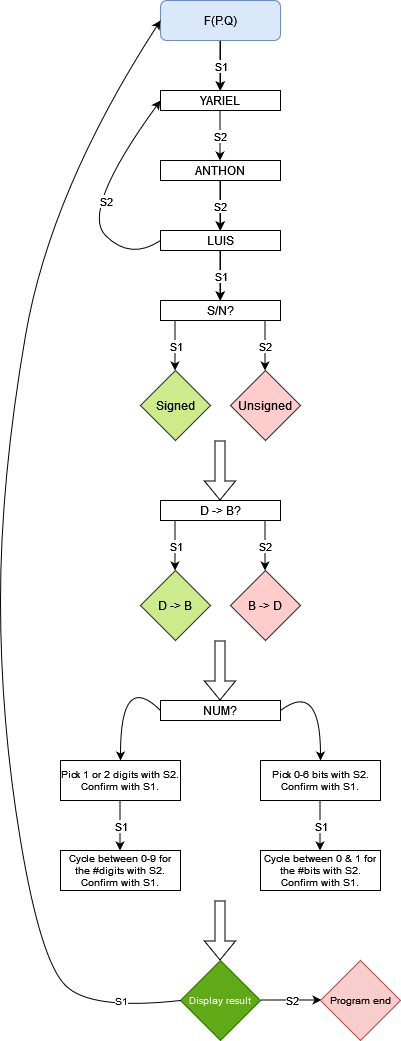 F(P.Q)
S1
YARIEL
S2
ANTHON
S2
S2
LUIS
S1
S/N?
S1
S2
Signed
Unsigned
D -> B?
S1
S2
D -> B
B -> D
NUM?
Pick 1 or 2 digits with S2.
Confirm with S1.
Pick 0-6 bits with S2.
Confirm with S1.
S1
S1
Cycle between 0-9 for
the #digits with S2.
Confirm with S1.
Cycle between 0 & 1 for
the #bits with S2.
Confirm with S1.
S1
Display result
S2
Program end